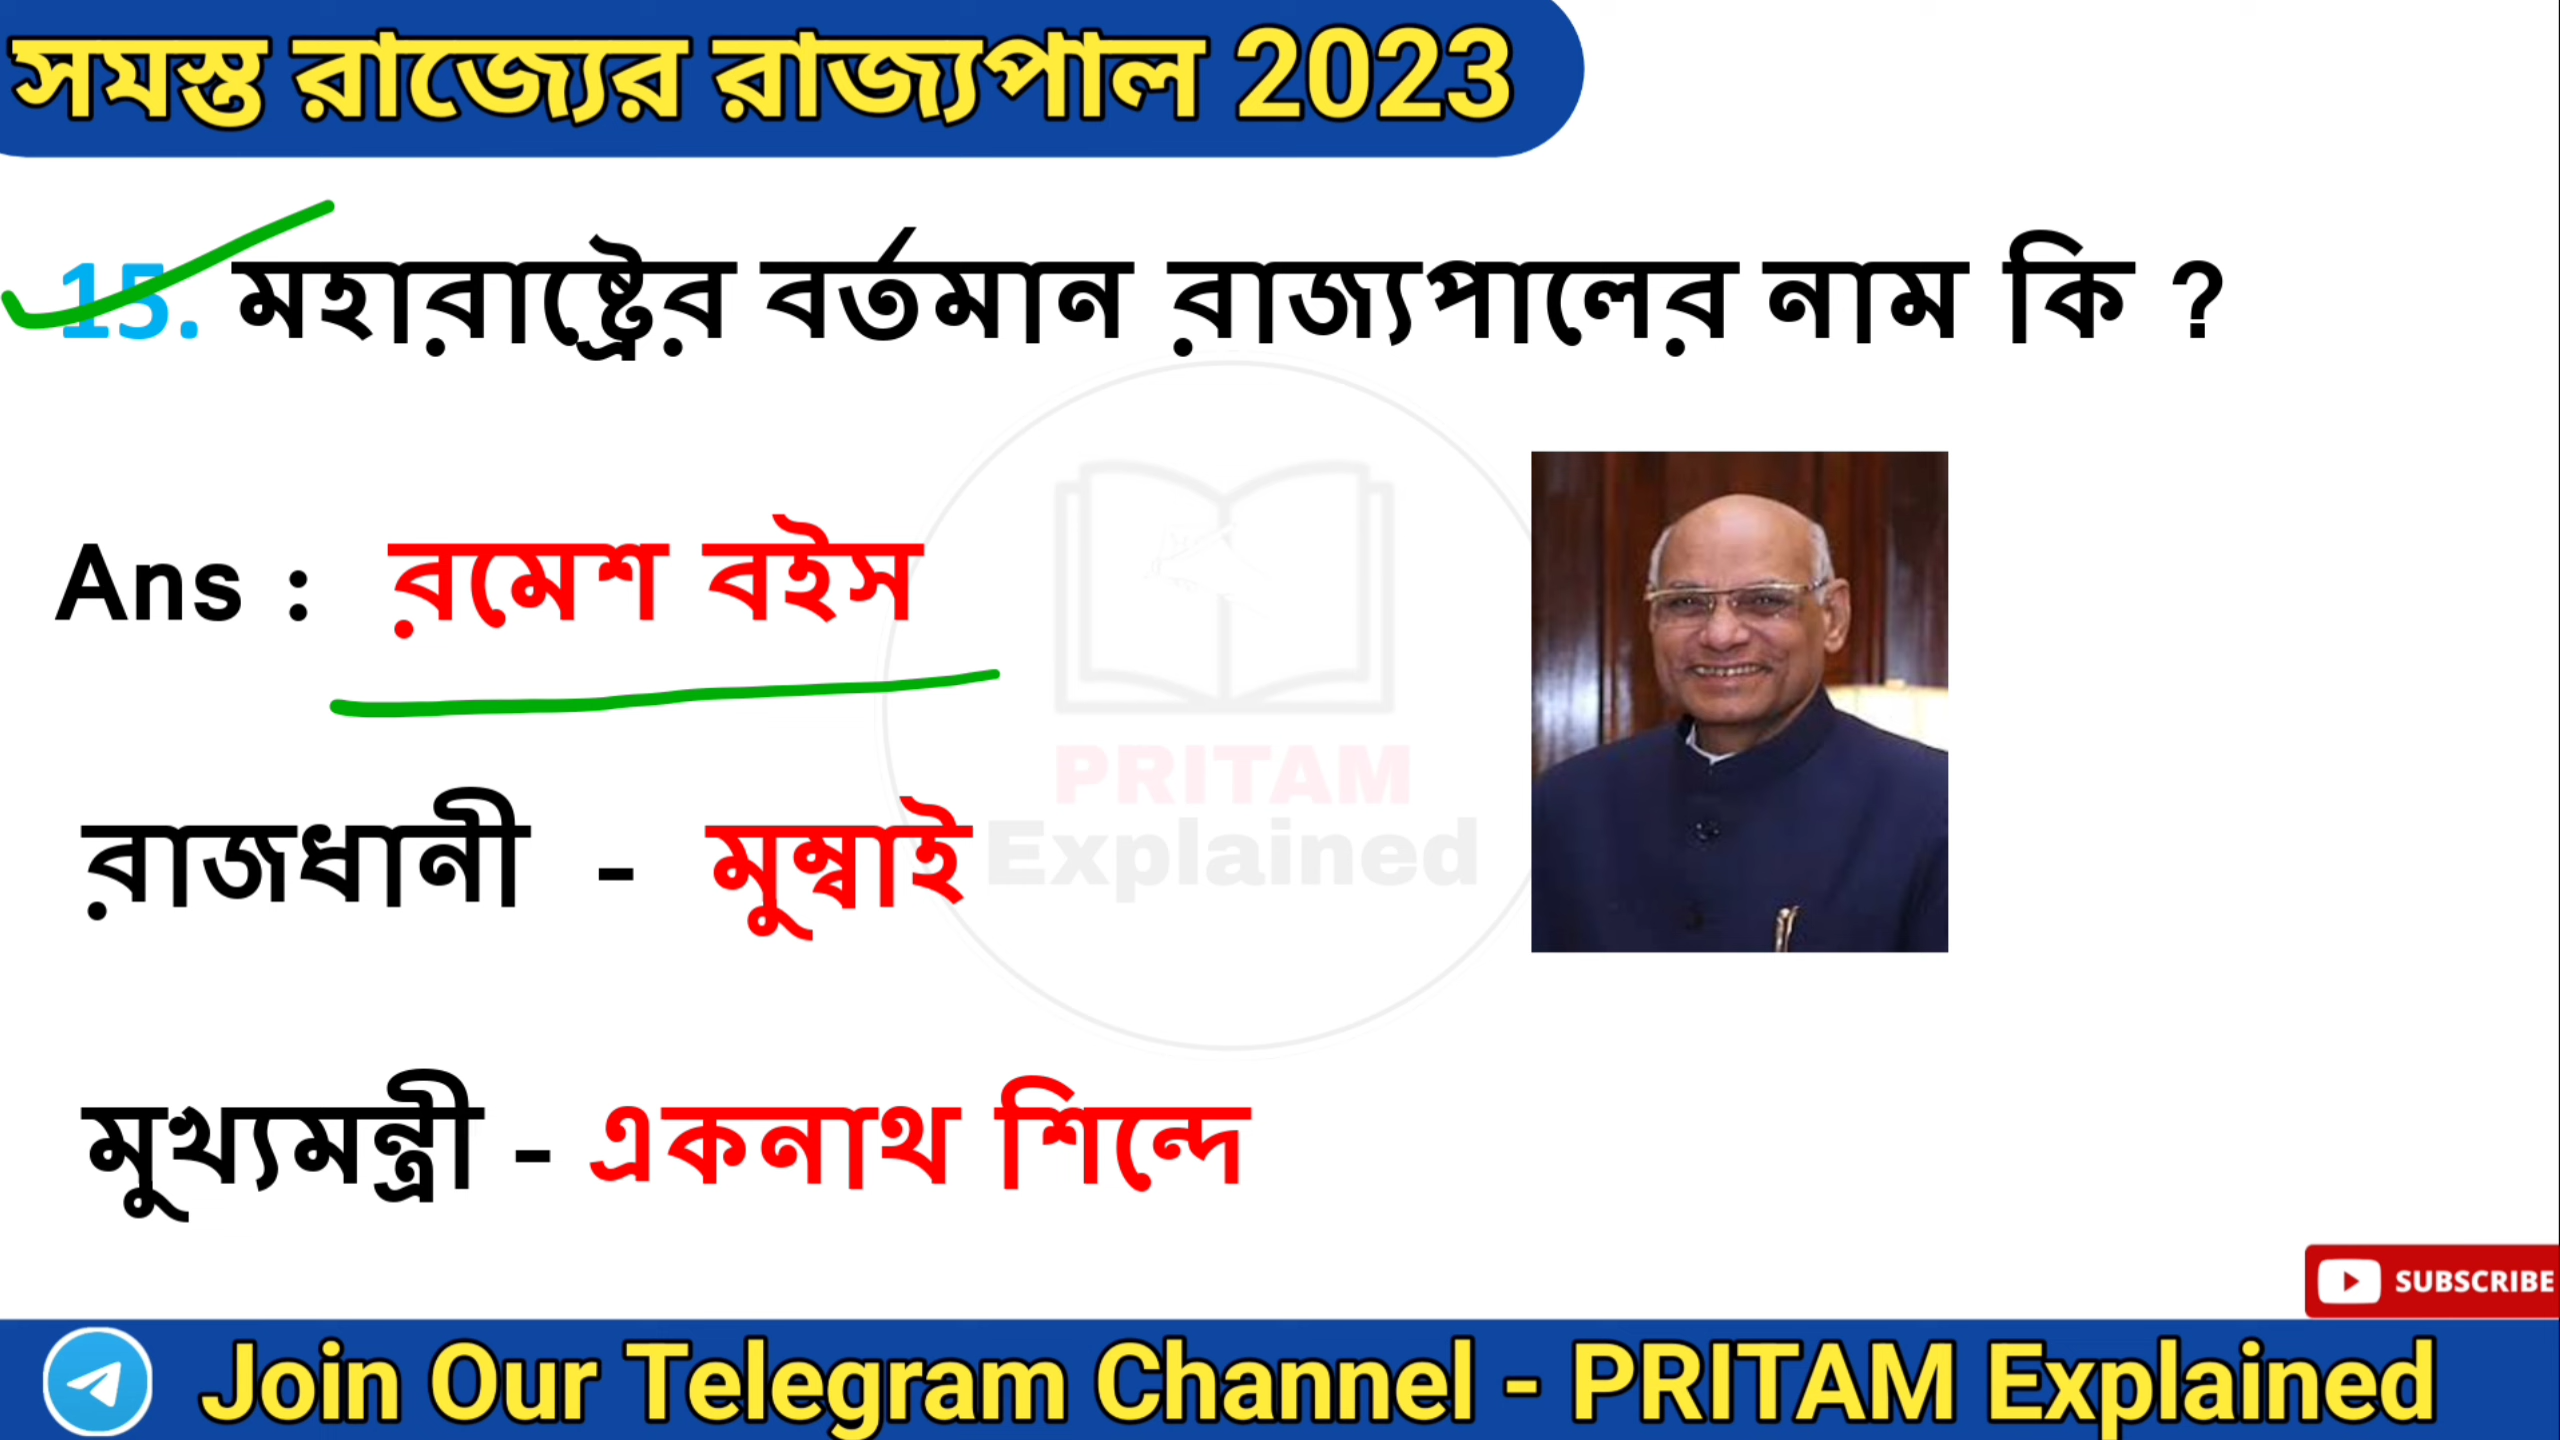 সমস্ত রাজ্যের রাজ্যপাল 2023
15. মহারাষ্ট্রের বর্তমান রাজ্যপালের নাম কি ?
Ans : রমেশ বইস
রাজধানী - মুম্বাই
PRITAM
Explained
মুখ্যমন্ত্রী - একনাথ শিন্দে
SUBSCRIBE
Join Our Telegram Channel - PRITAM Explained